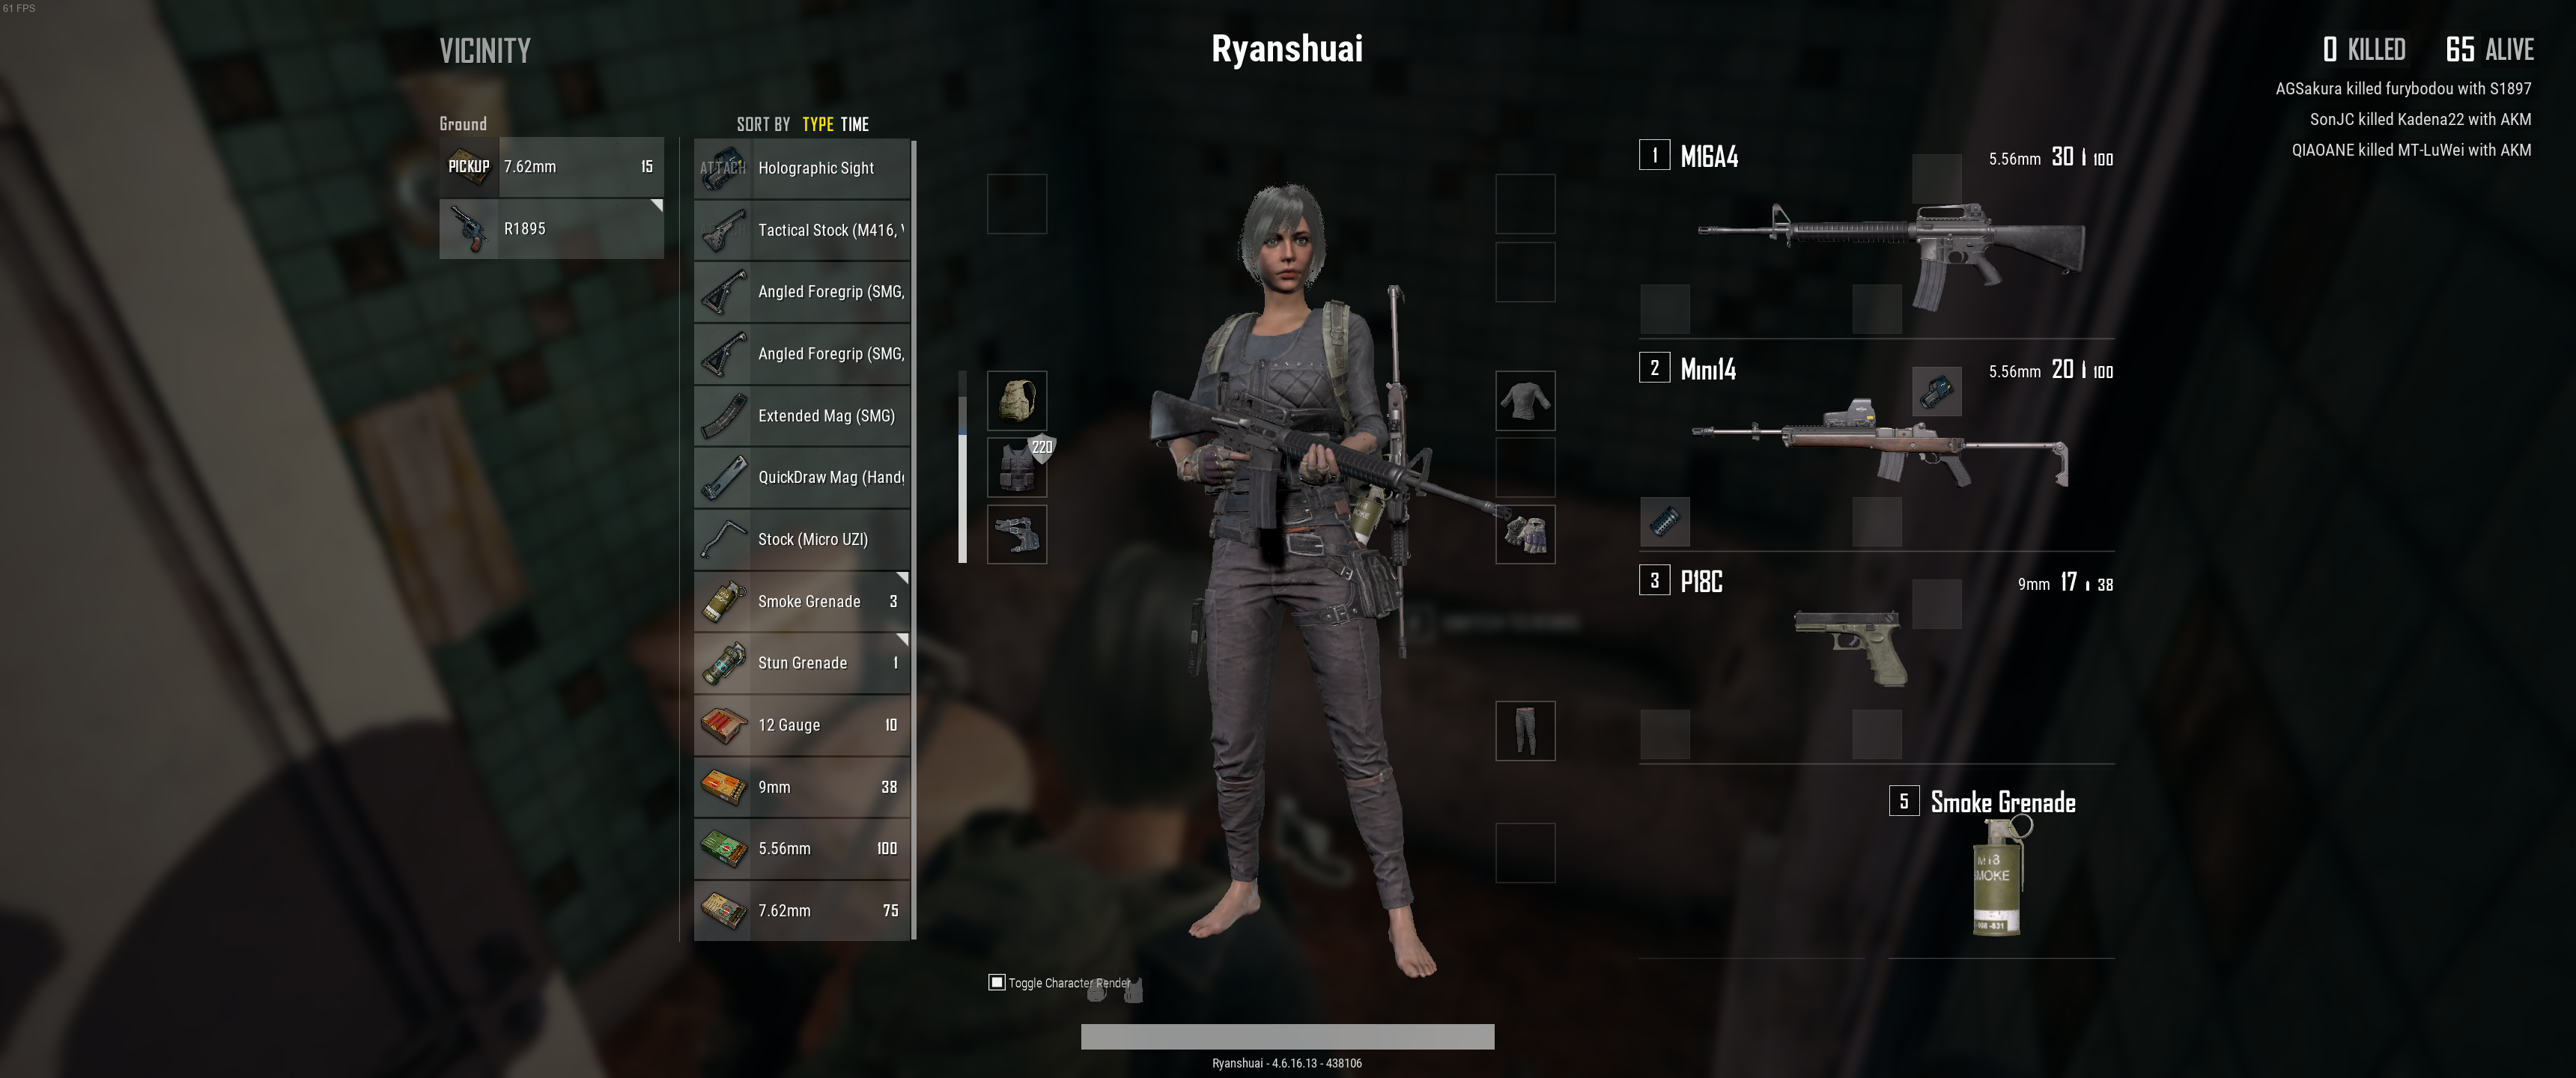 61 FPS
VICINITY
Ryanshuai
0 KILLED 65 ALIVE
AGSakura killed furybodou with S1897
SonJC killed Kadena22 with AKM
QIAOANE killed MT-LuWei with AKM
Ground
PICKUP 7.62mm 15
R1895
SORT BY TYPE TIME
ATTACH Holographic Sight
Tactical Stock (M416,
Angled Foregrip (SMG,
Angled Foregrip (SMG,
Extended Mag (SMG)
QuickDraw Mag (Hand
Stock (Micro UZI)
Smoke Grenade 3
Stun Grenade 1
12 Gauge 10
9mm 38
5.56mm 100
7.62mm 75
220
1 M16A4 5.56mm 30 100
2 Mini14 5.56mm 20 100
3 P18C 9mm 17 38
5 Smoke Grenade
M18
SMOKE
Toggle Character Render
Ryanshuai - 4.6.16.13 - 438106